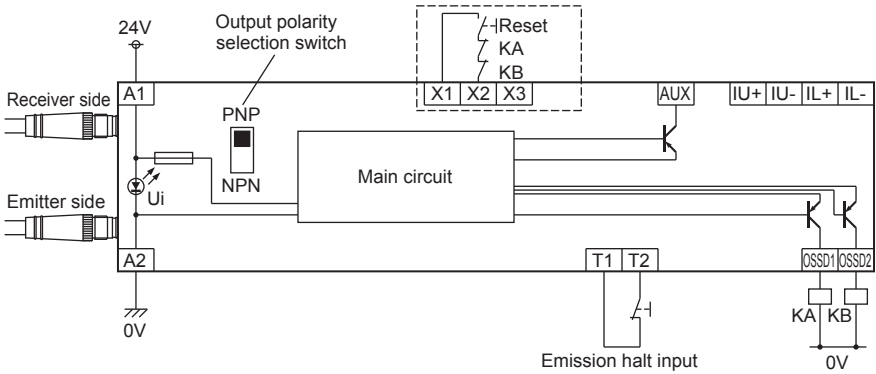 24V
Output polarity
selection switch
Reset
KA
KB
A1
X1 X2 X3
AUX
IU+ IU- IL+ IL-
Receiver side
PNP
NPN
Main circuit
Ui
Emitter side
A2
T1 T2
OSSD1 OSSD2
0V
KA KB
Emission halt input
0V